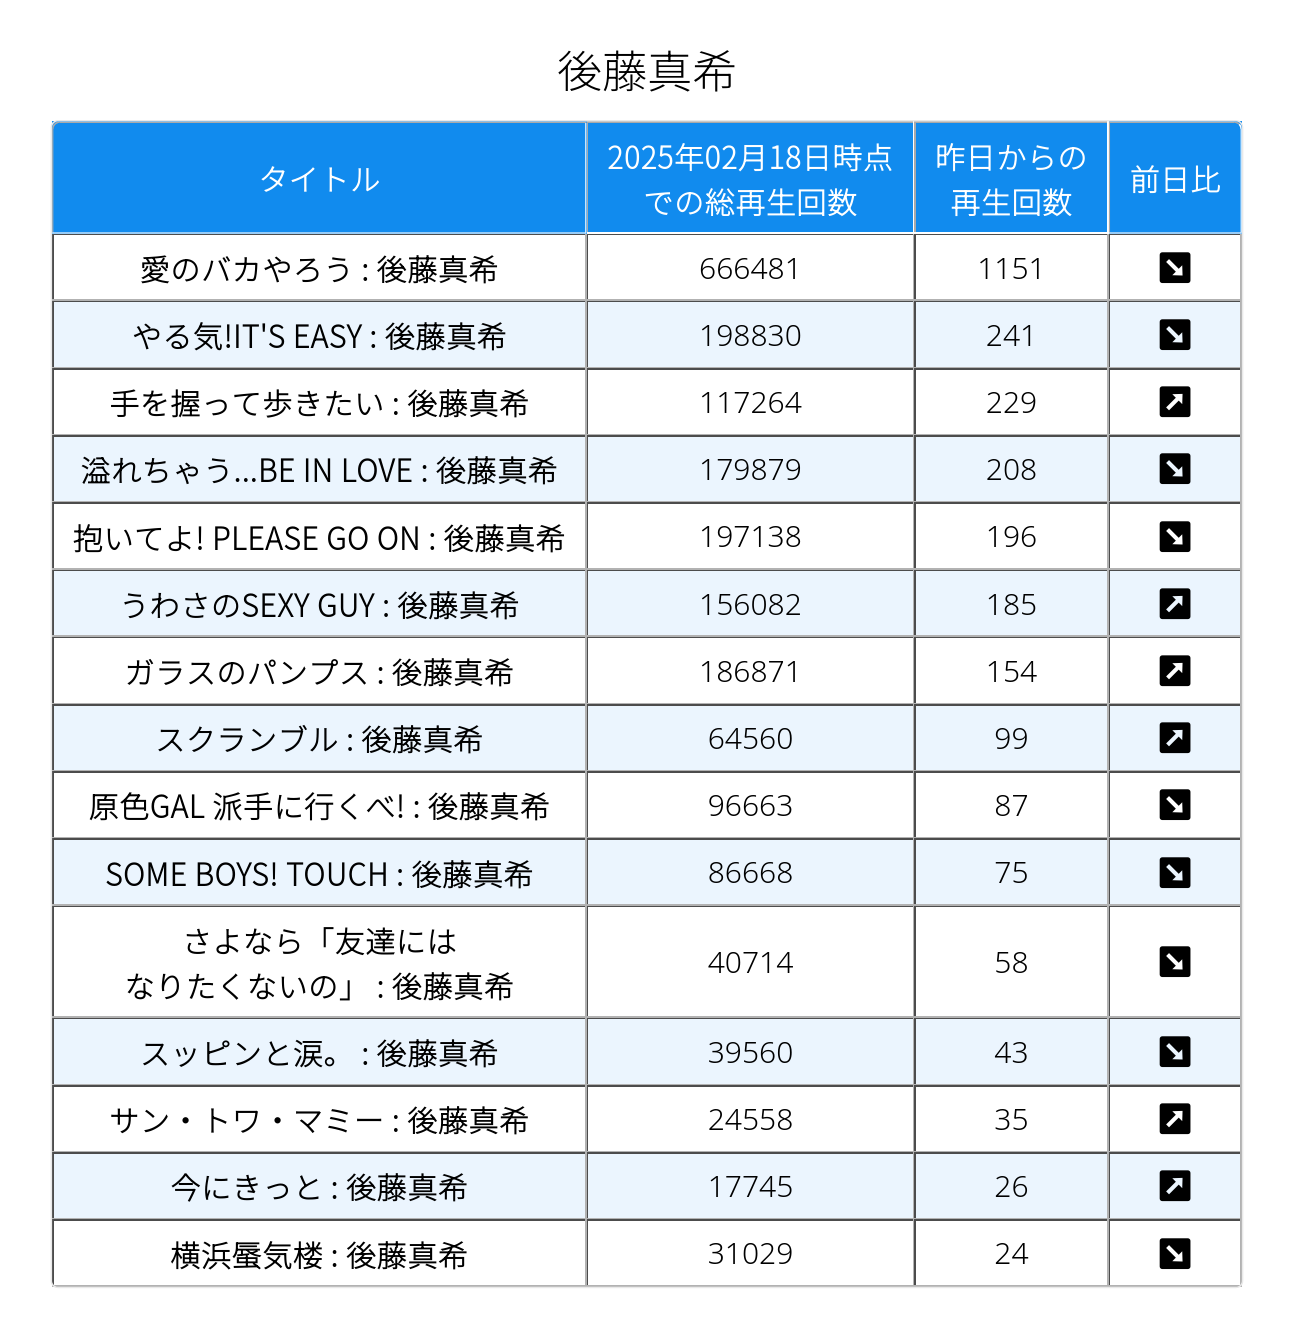 後藤真希
タイトル
2025年02月18日時点
での総再生回数
昨日からの
再生回数
前日比
愛のバカやろう : 後藤真希 666481 1151 ↘
やる気!IT'S EASY : 後藤真希 198830 241 ↘
手を握って歩きたい : 後藤真希 117264 229 ↗
溢れちゃう...BE IN LOVE : 後藤真希 179879 208 ↘
抱いてよ! PLEASE GO ON : 後藤真希 197138 196 ↘
うわさのSEXY GUY : 後藤真希 156082 185 ↗
ガラスのパンプス : 後藤真希 186871 154 ↗
スクランブル : 後藤真希 64560 99 ↗
原色GAL 派手に行くべ! : 後藤真希 96663 87 ↘
SOME BOYS! TOUCH : 後藤真希 86668 75 ↘
さよなら「友達には
なりたくないの」 : 後藤真希 40714 58 ↘
スッピンと涙。 : 後藤真希 39560 43 ↘
サン・トワ・マミー : 後藤真希 24558 35 ↗
今にきっと : 後藤真希 17745 26 ↗
横浜蜃気楼 : 後藤真希 31029 24 ↘